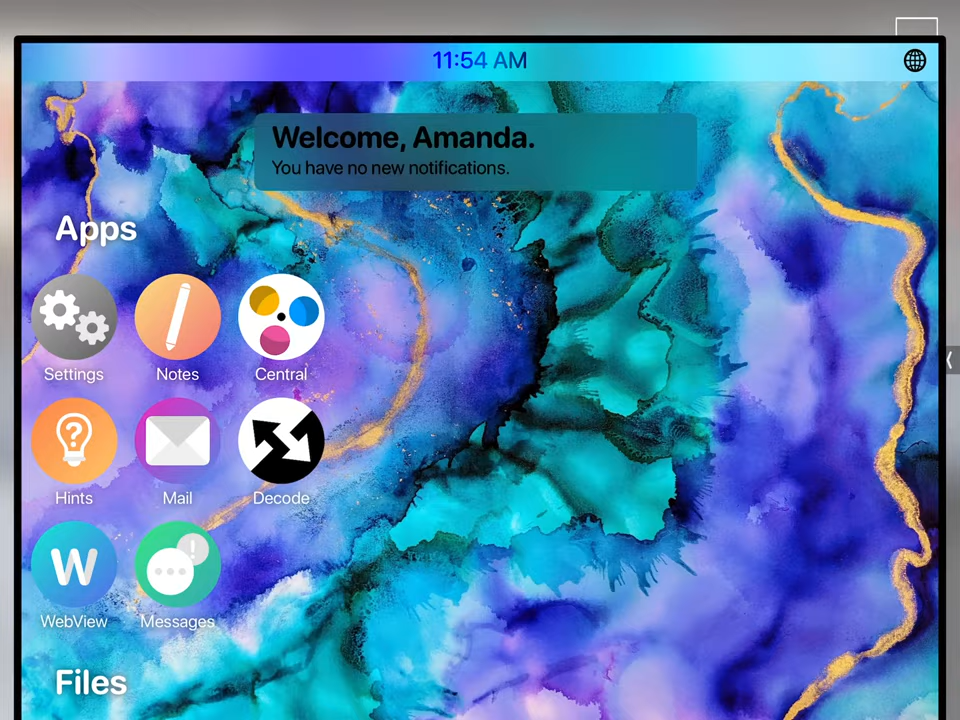 11:54 AM
Welcome, Amanda.
You have no new notifications.
Apps
Settings
Notes
Central
Hints
Mail
Decode
W
WebView
Messages
Files